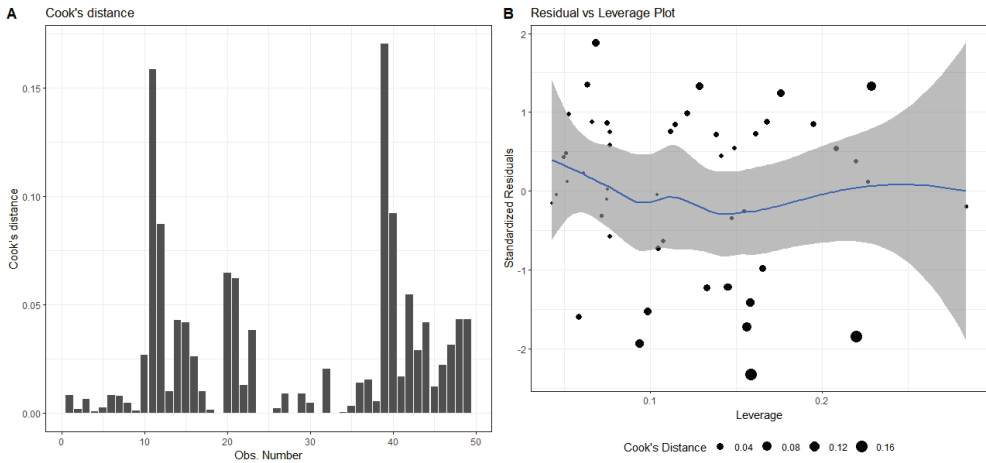 A Cook's distance
Cook's distance
0.15
0.10
0.05
0.00
0 10 20 30 40 50
Obs. Number
B Residual vs Leverage Plot
Standardized Residuals
2
1
0
-1
-2
0.1 0.2
Leverage
Cook's Distance 0.04 0.08 0.12 0.16